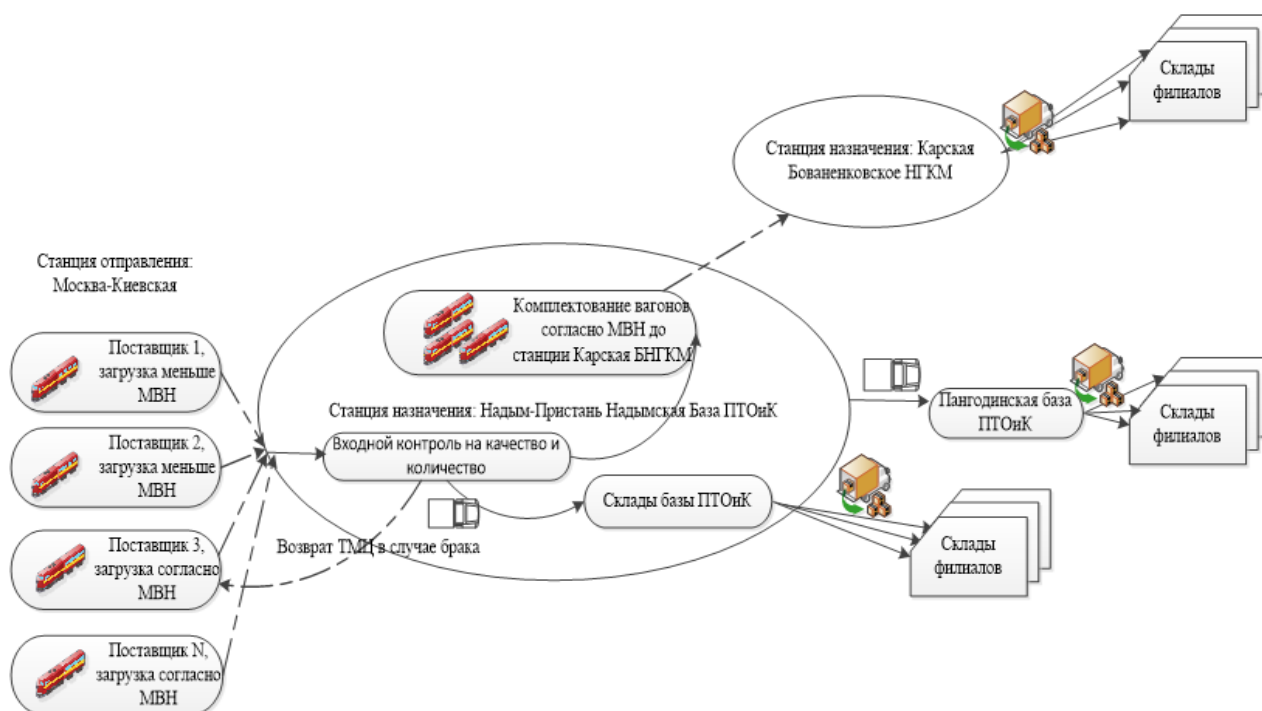 Склады
филиалов
Станция назначения: Карская
Бованенковское НГКМ
Станция отправления:
Москва-Киевская
Комплектование вагонов
согласно МВН до
станции Карская БНГКМ
Поставщик 1,
загрузка меньше
МВН
Станция назначения: Надым-Пристань Надымская База ПТОиК
Пангодинская база
ПТОиК
Склады
филиалов
Входной контроль на качество и
количество
Поставщик 2,
загрузка меньше
МВН
Склады базы ПТОиК
Возврат ТМЦ в случае брака
Склады
филиалов
Поставщик 3,
загрузка согласно
МВН
Поставщик N,
загрузка согласно
МВН